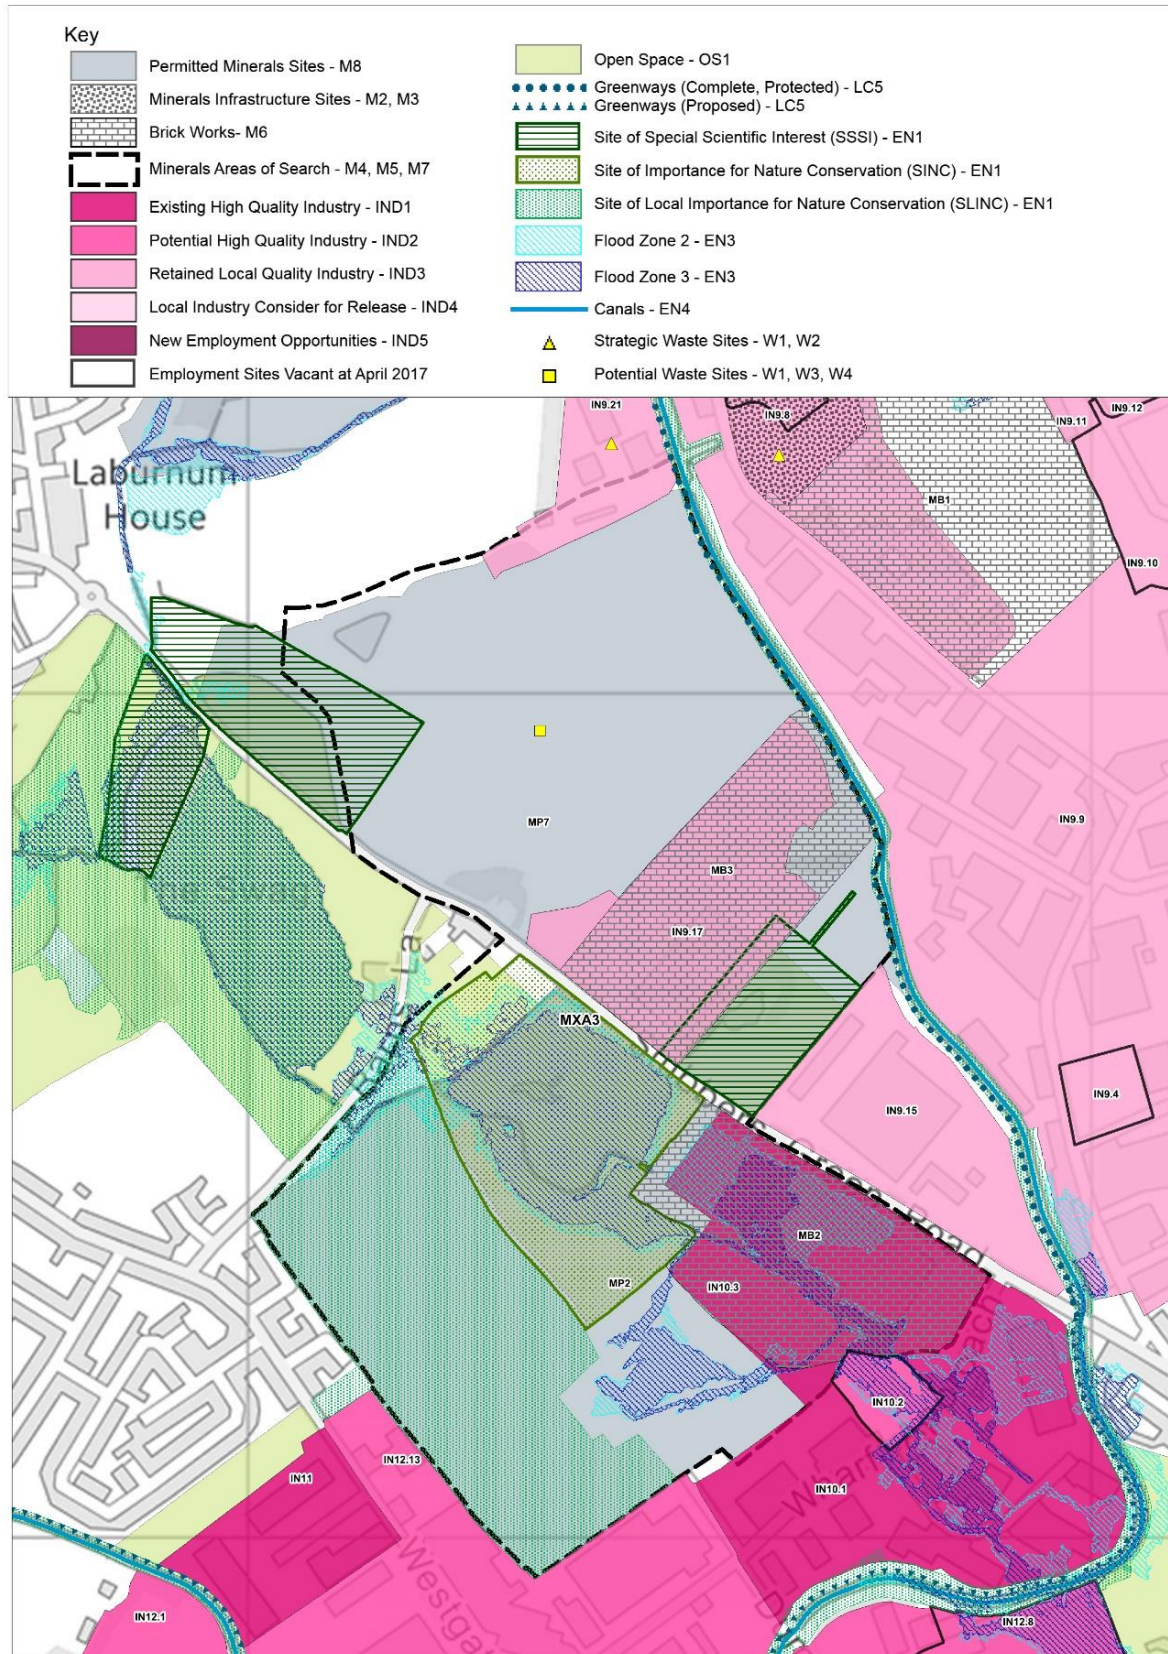 Key
Permitted Minerals Sites - M8
Minerals Infrastructure Sites - M2, M3
Brick Works- M6
Minerals Areas of Search - M4, M5, M7
Existing High Quality Industry - IND1
Potential High Quality Industry - IND2
Retained Local Quality Industry - IND3
Local Industry Consider for Release - IND4
New Employment Opportunities - IND5
Employment Sites Vacant at April 2017
Open Space - OS1
Greenways (Complete, Protected) - LC5
Greenways (Proposed) - LC5
Site of Special Scientific Interest (SSSI) - EN1
Site of Importance for Nature Conservation (SINC) - EN1
Site of Local Importance for Nature Conservation (SLINC) - EN1
Flood Zone 2 - EN3
Flood Zone 3 - EN3
Canals - EN4
Strategic Waste Sites - W1, W2
Potential Waste Sites - W1, W3, W4
IN9.21
IN9.8
IN9.11
IN9.12
Laburnum
House
MB1
IN9.10
MP7
IN9.9
MB3
IN9.17
MXA3
IN9.4
IN9.15
MB2
MP2
IN10.3
IN10.2
IN12.13
IN11
IN10.1
Westga
IN12.1
IN12.8